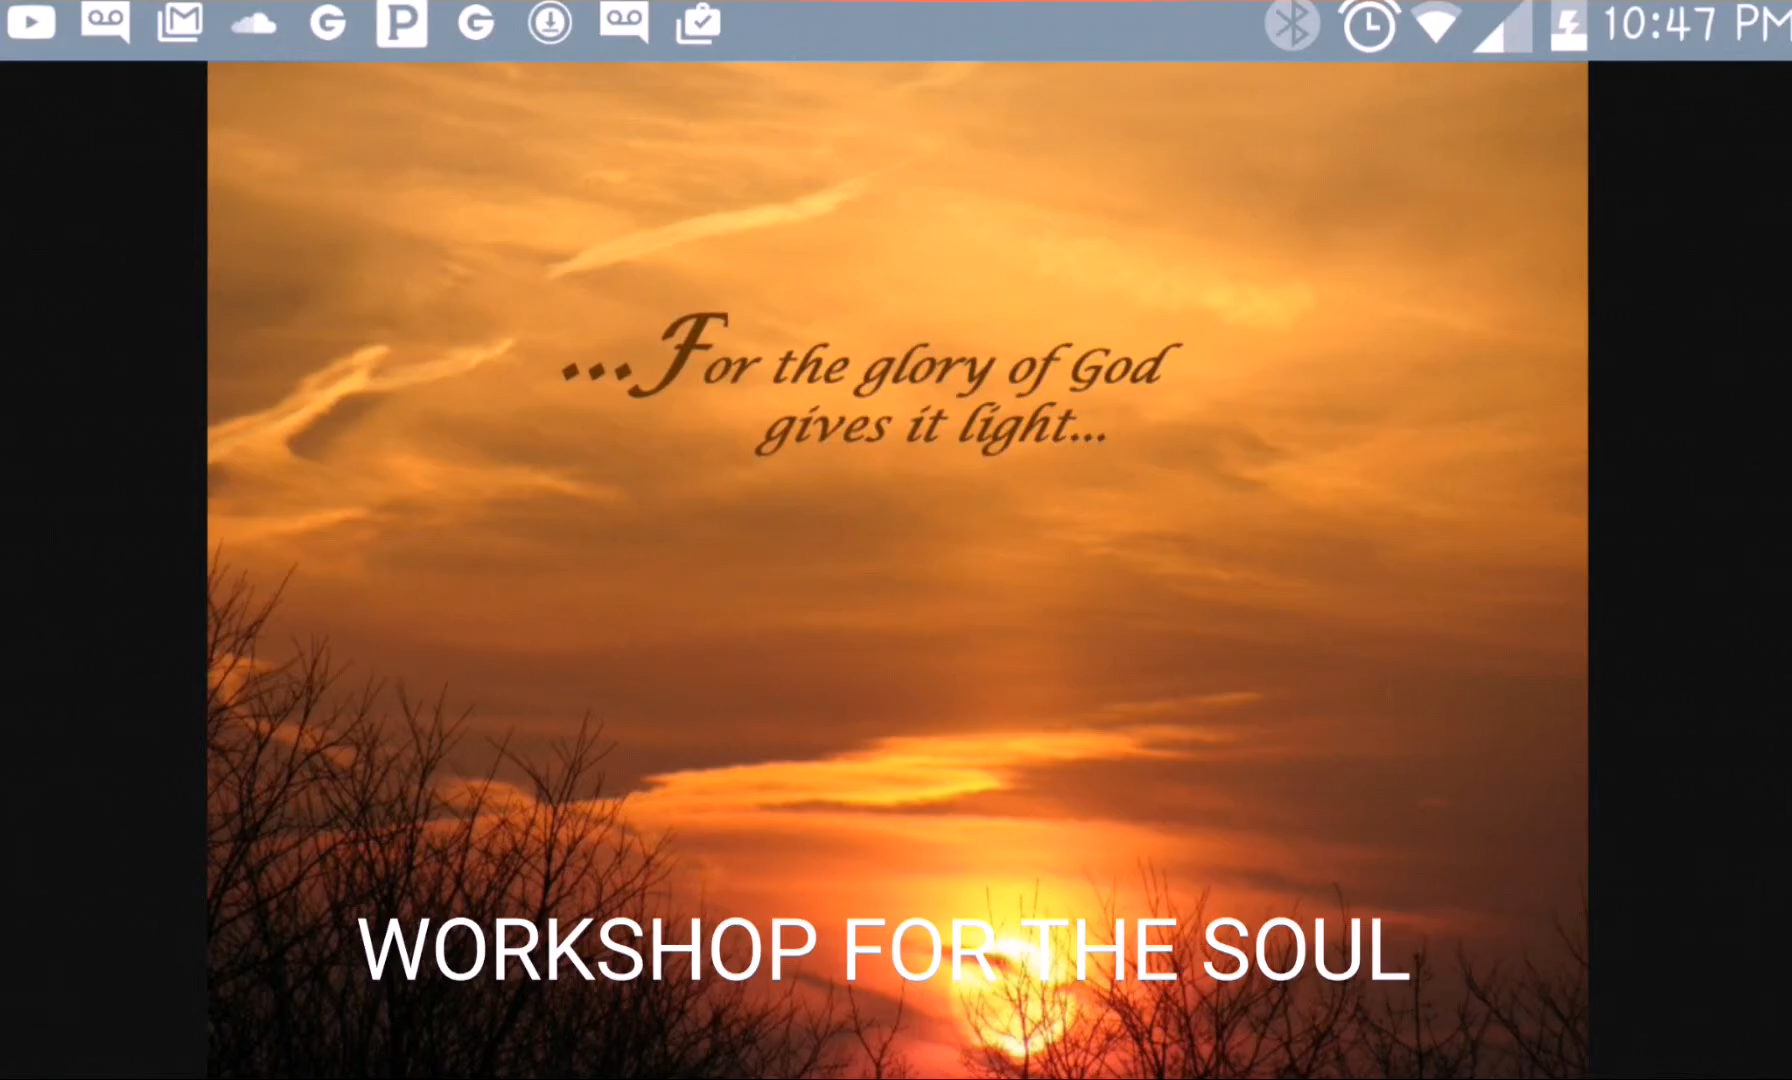 10:47 PM
...For the glory of God
gives it light...
WORKSHOP FOR THE SOUL